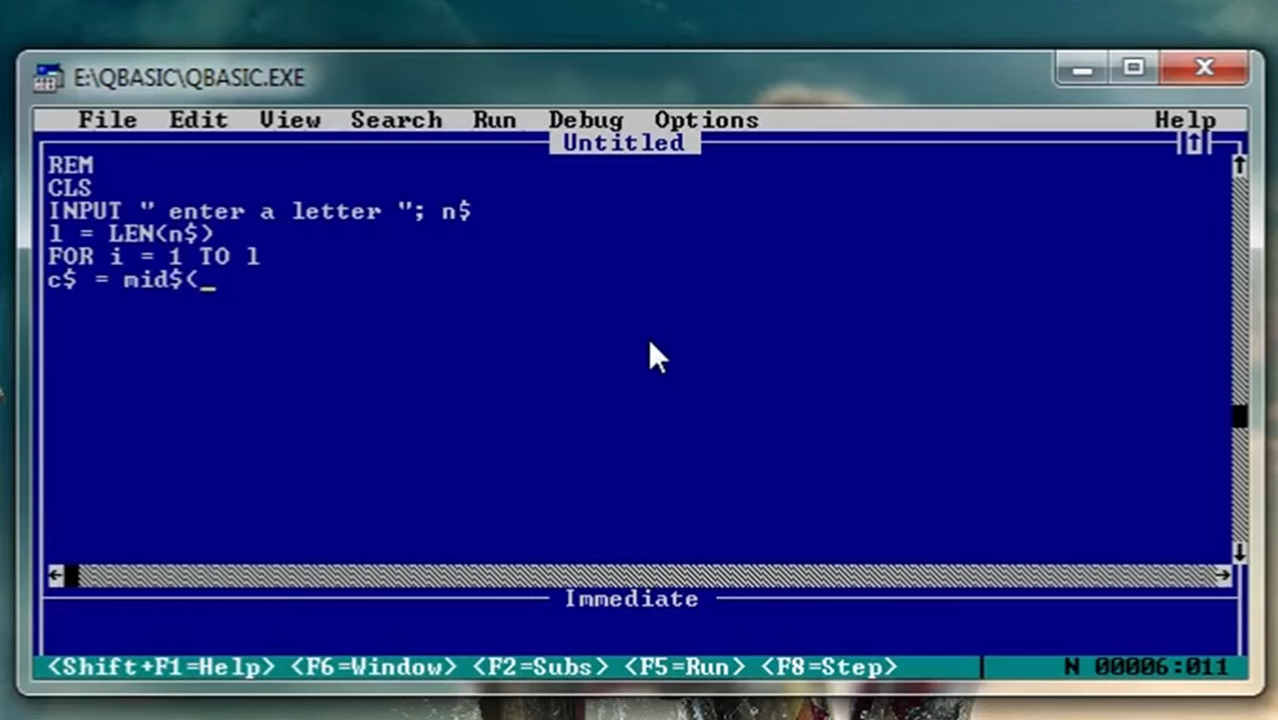 E:\QBASIC\QBASIC.EXE
File Edit View Search Run Debug Options Help
Untitled
REM
CLS
INPUT " enter a letter "; n$
l = LEN(n$)
FOR i = 1 TO l
c$ = mid$(_
Immediate
<Shift+F1=Help> <F6=Window> <F2=Subs> <F5=Run> <F8=Step> N 00006:011